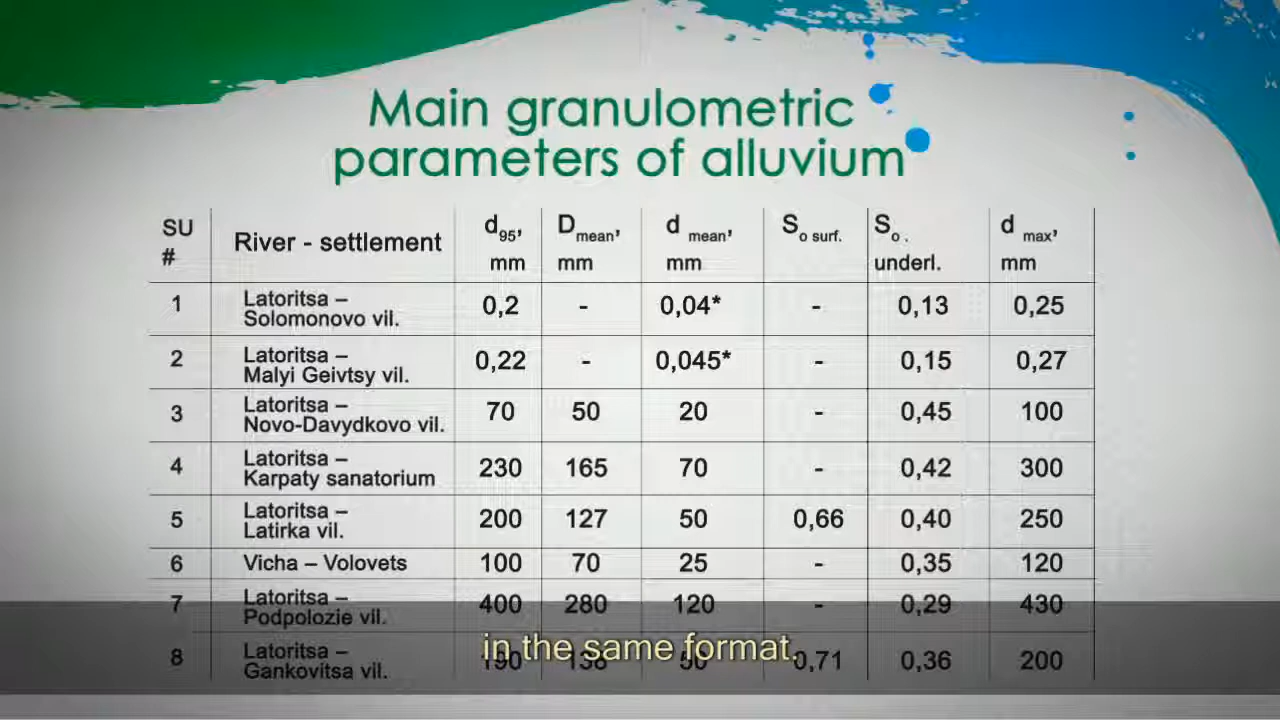 Main granulometric
parameters of alluvium
SU # River - settlement d 95, mm D mean, mm d mean, mm S o surf. S o . underl. d max, mm
1 Latoritsa – Solomonovo vil. 0,2 - 0,04* - 0,13 0,25
2 Latoritsa – Malyi Geivtsy vil. 0,22 - 0,045* - 0,15 0,27
3 Latoritsa – Novo-Davydkovo vil. 70 50 20 - 0,45 100
4 Latoritsa – Karpaty sanatorium 230 165 70 - 0,42 300
5 Latoritsa – Latirka vil. 200 127 50 0,66 0,40 250
6 Vicha – Volovets 100 70 25 - 0,35 120
7 Latoritsa – Podpolozie vil. 400 280 120 - 0,29 430
8 Latoritsa – Gankovitsa vil. 190 138 50 0,71 0,36 200
in the same format.